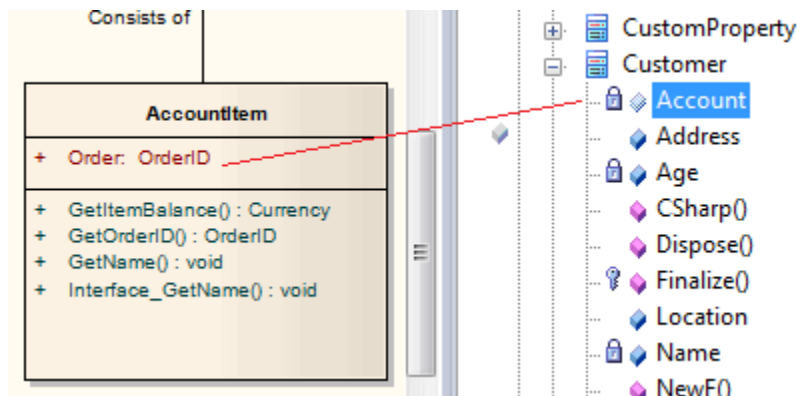 Consists of
AccountItem
+ Order: OrderID
+ GetItemBalance() : Currency
+ GetOrderID() : OrderID
+ GetName() : void
+ Interface_GetName() : void
CustomProperty
Customer
Account
Address
Age
CSharp()
Dispose()
Finalize()
Location
Name
NewF()